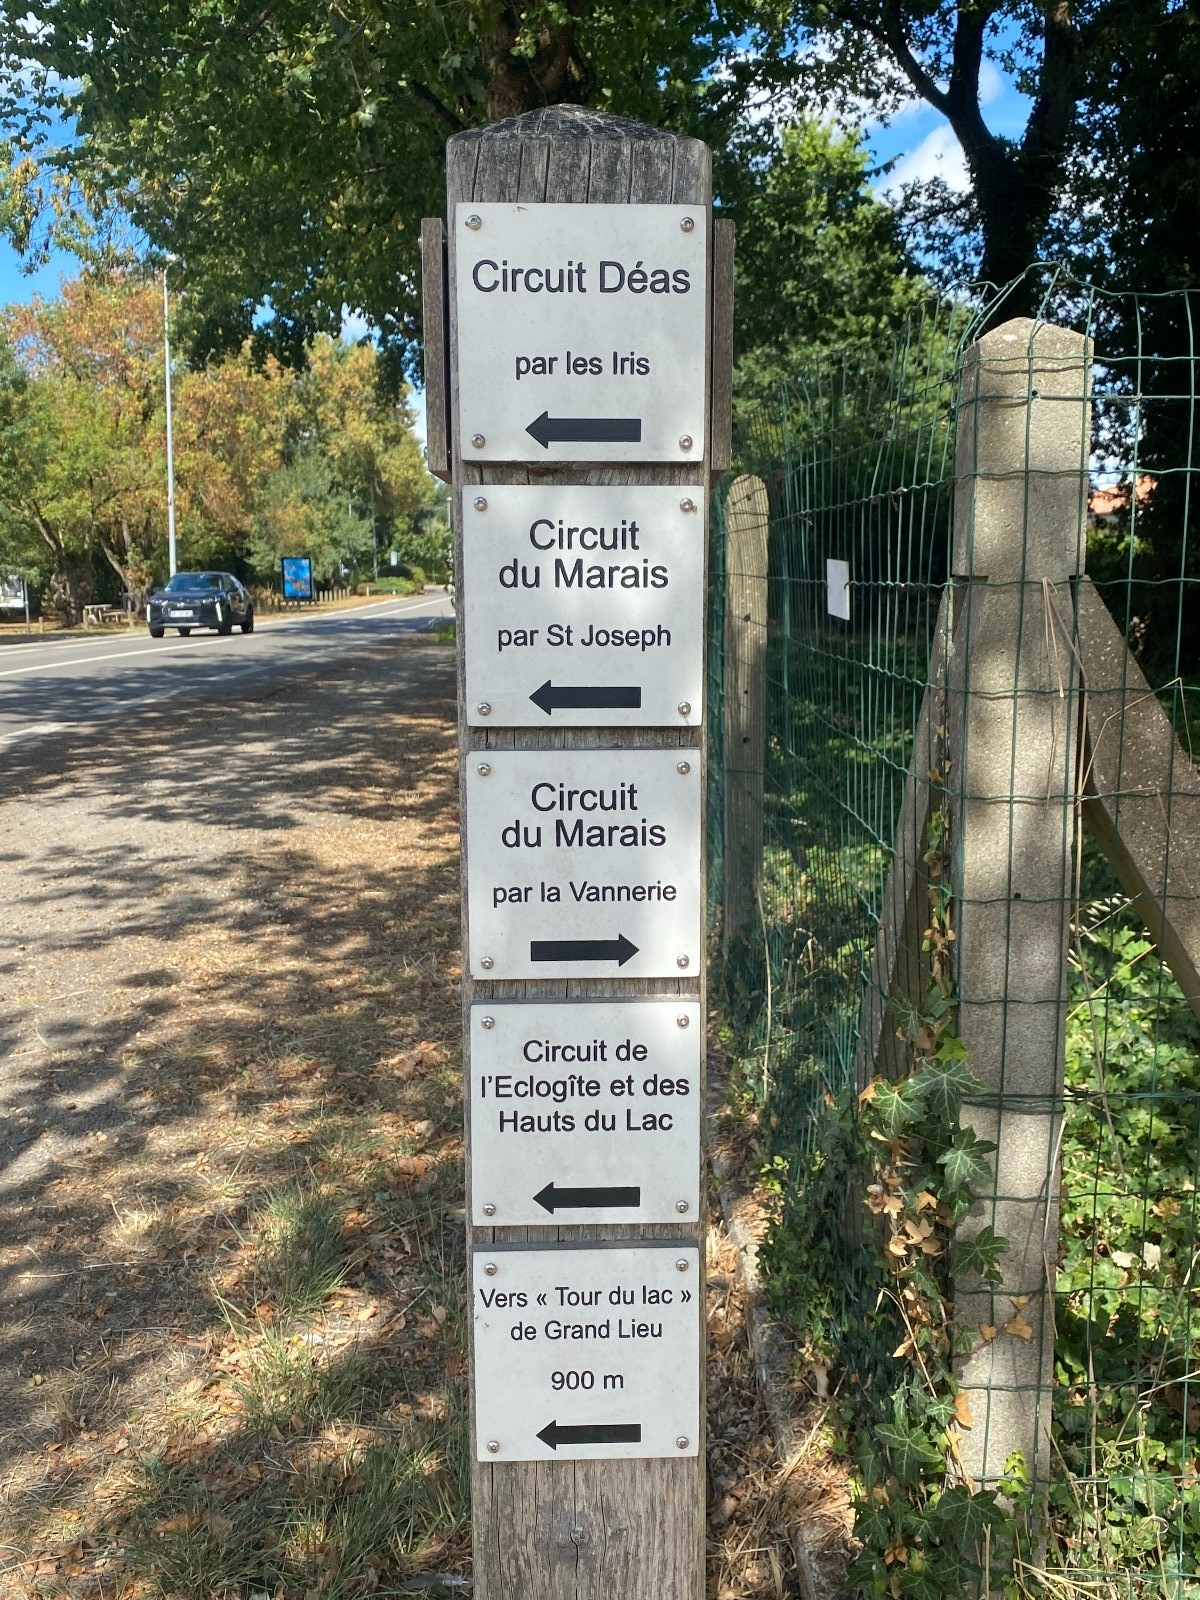 Circuit Déas
par les Iris
Circuit
du Marais
par St Joseph
Circuit
du Marais
par la Vannerie
Circuit de
l'Eclogîte et des
Hauts du Lac
Vers « Tour du lac »
de Grand Lieu
900 m